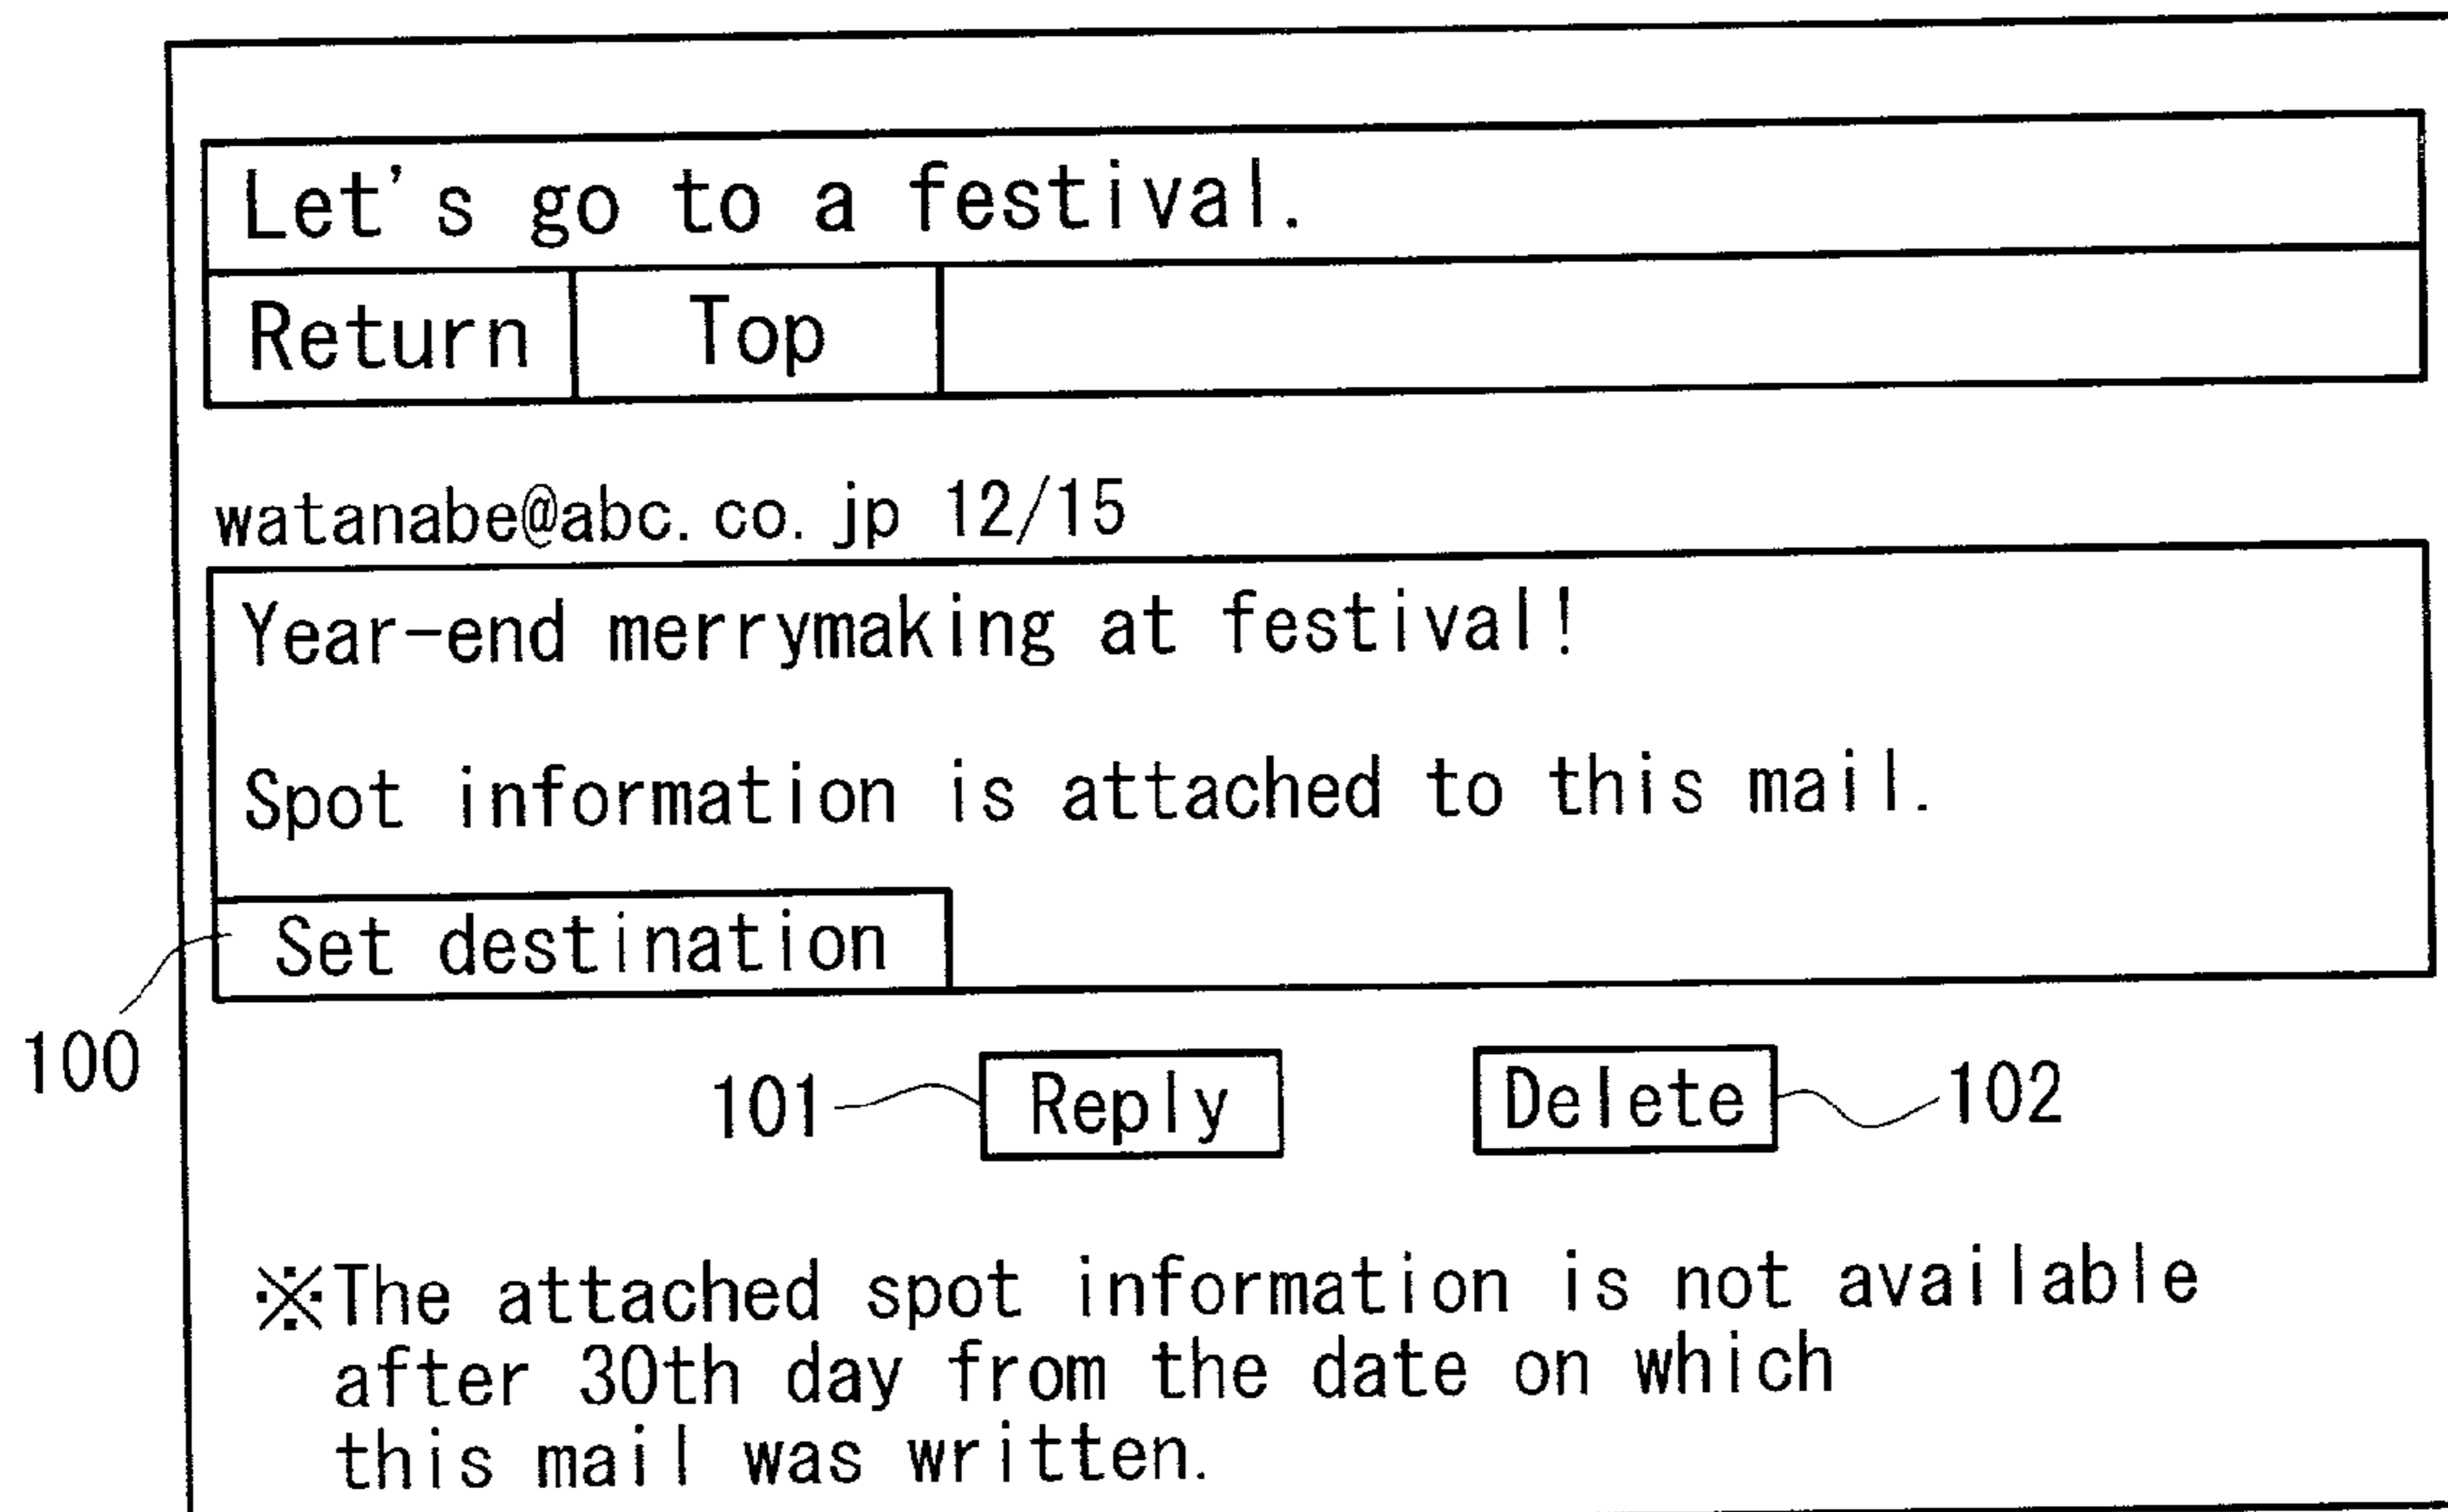 Let's go to a festival.
Return Top
watanabe@abc.co.jp 12/15
Year-end merrymaking at festival!
Spot information is attached to this mail.
Set destination
100
101 Reply Delete 102
※The attached spot information is not available
after 30th day from the date on which
this mail was written.